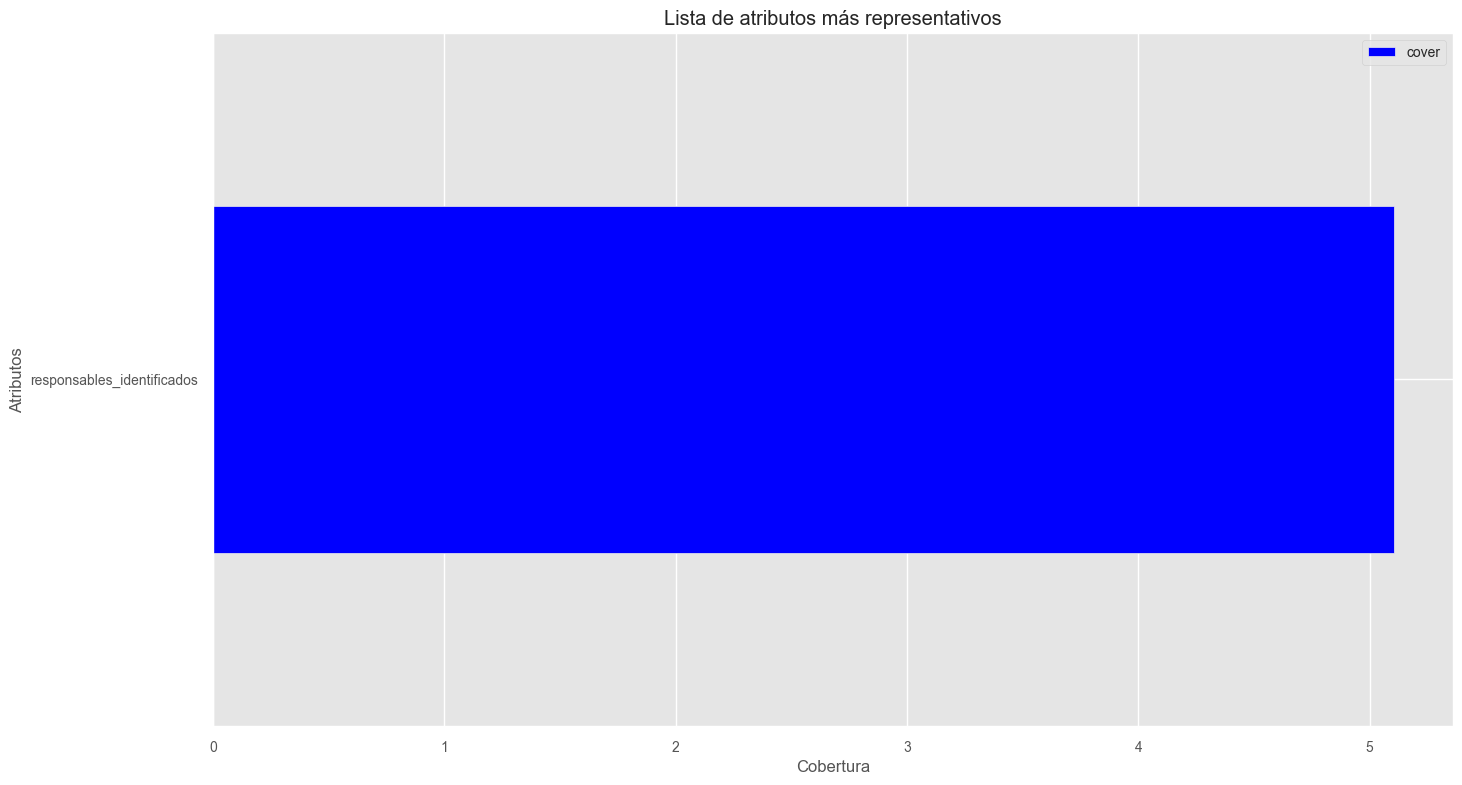 Lista de atributos más representativos
cover
Atributos
responsables_identificados
0 1 2 3 4 5
Cobertura